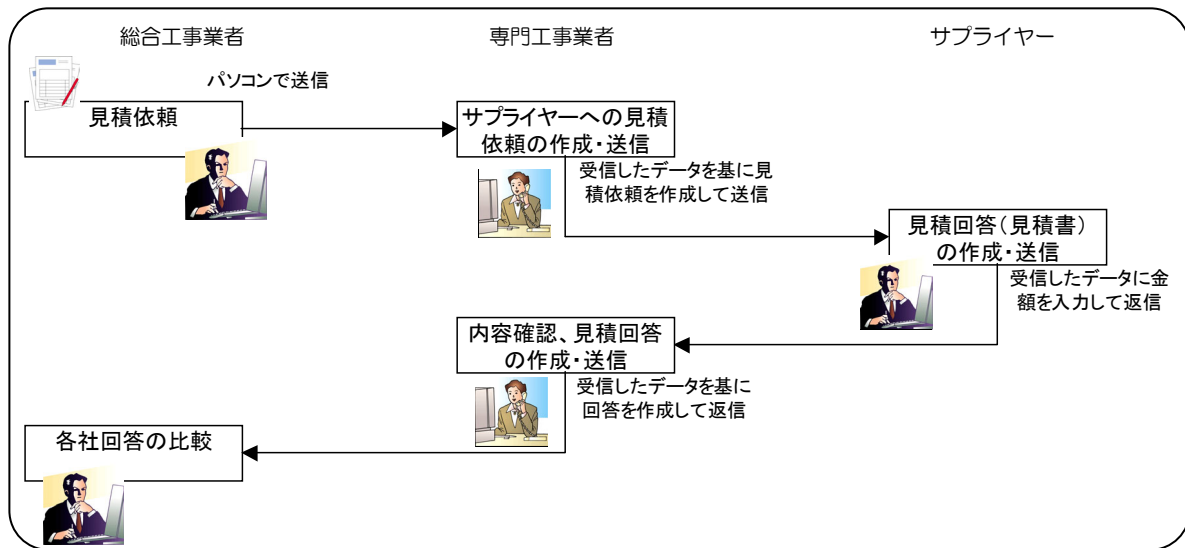 総合工事業者
専門工事業者
サプライヤー
パソコンで送信
見積依頼
サプライヤーへの見積
依頼の作成・送信
受信したデータを基に見
積依頼を作成して送信
見積回答(見積書)
の作成・送信
受信したデータに金
額を入力して返信
内容確認、見積回答
の作成・送信
受信したデータを基に
回答を作成して返信
各社回答の比較